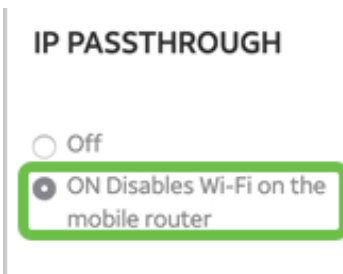 IP PASSTHROUGH
Off
ON Disables Wi-Fi on the
mobile router